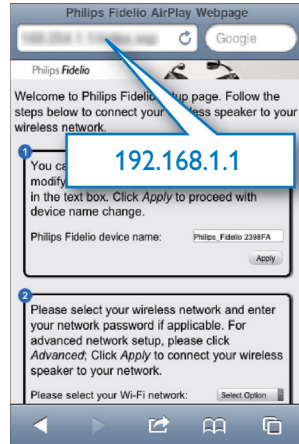 Philips Fidelio AirPlay Webpage
Google
Philips Fidelio
Welcome to Philips Fidelio
up page. Follow the
steps below to connect your
less speaker to your
wireless network.
192.168.1.1
1
You ca
modify
in the text box. Click Apply to proceed with
device name change.
Philips Fidelio device name:
Philips_Fidelio 2398FA
Apply
2
Please select your wireless network and enter
your network password if applicable. For
advanced network setup, please click
Advanced; Click Apply to connect your wireless
speaker to your network.
Please select your Wi-Fi network:
Select Option